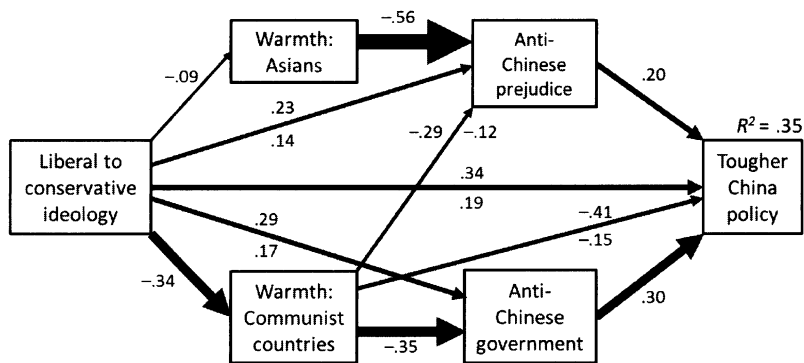 −.56
Warmth:
Asians
Anti-
Chinese
prejudice
−.09
.20
.23
.14
−.29 −.12
R² = .35
Liberal to
conservative
ideology
.34
.19
Tougher
China
policy
.29
.17
−.41
−.15
−.34
Warmth:
Communist
countries
Anti-
Chinese
government
.30
−.35